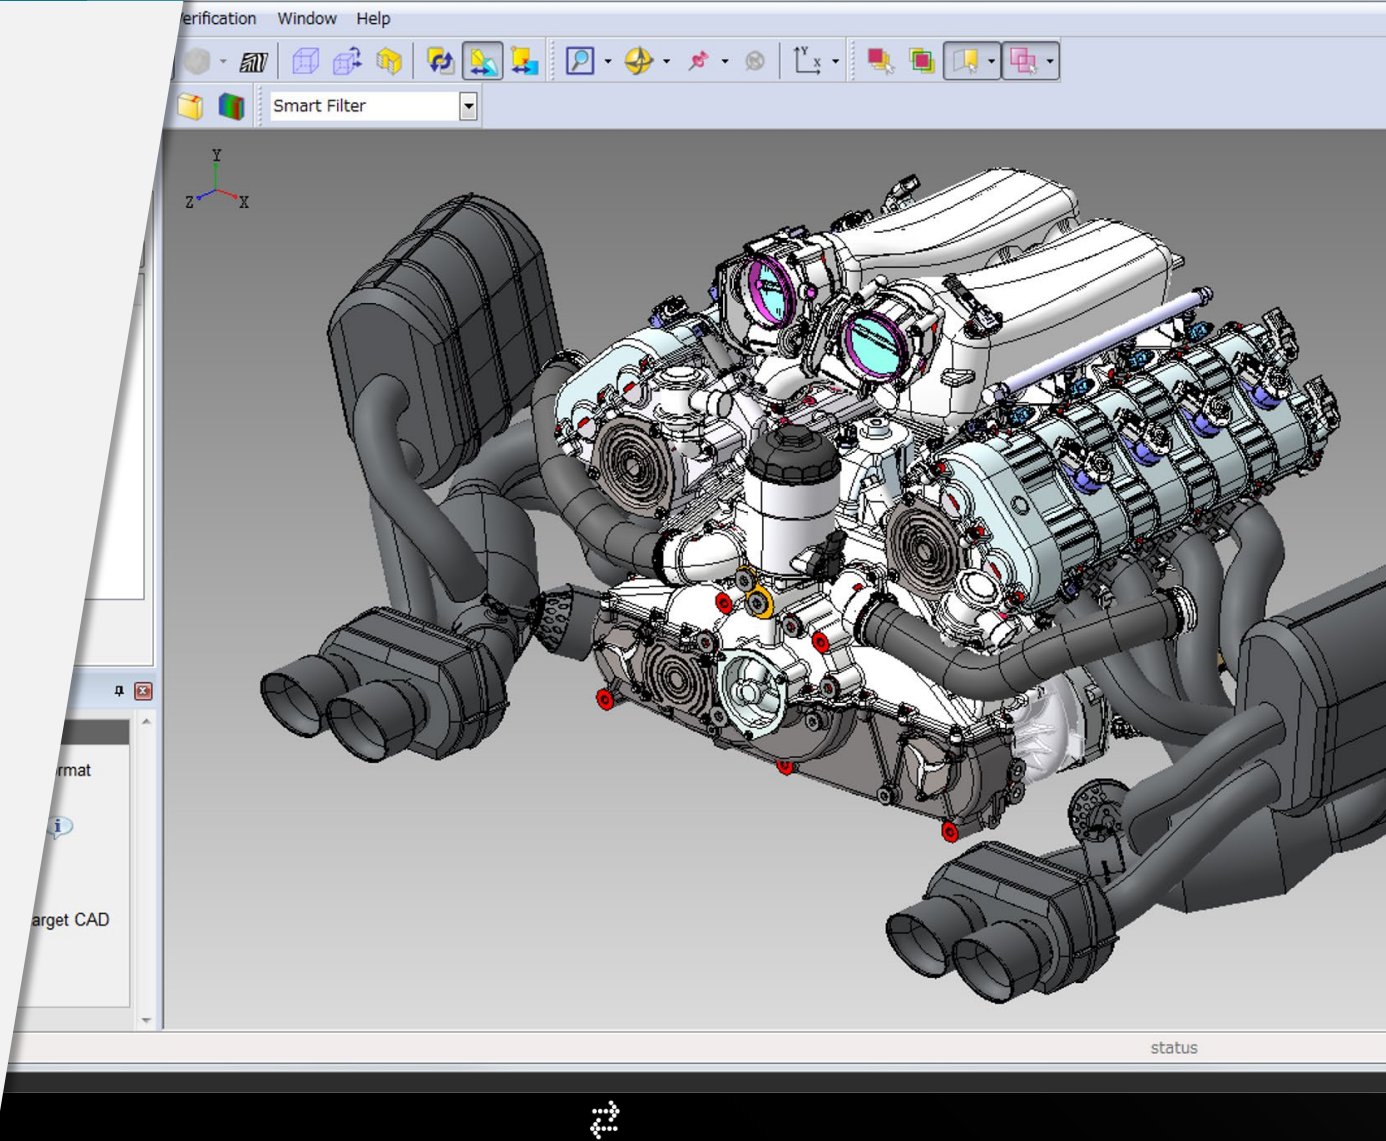 erification Window Help
Y
X
Smart Filter
Y
Z X
rmat
i
arget CAD
status